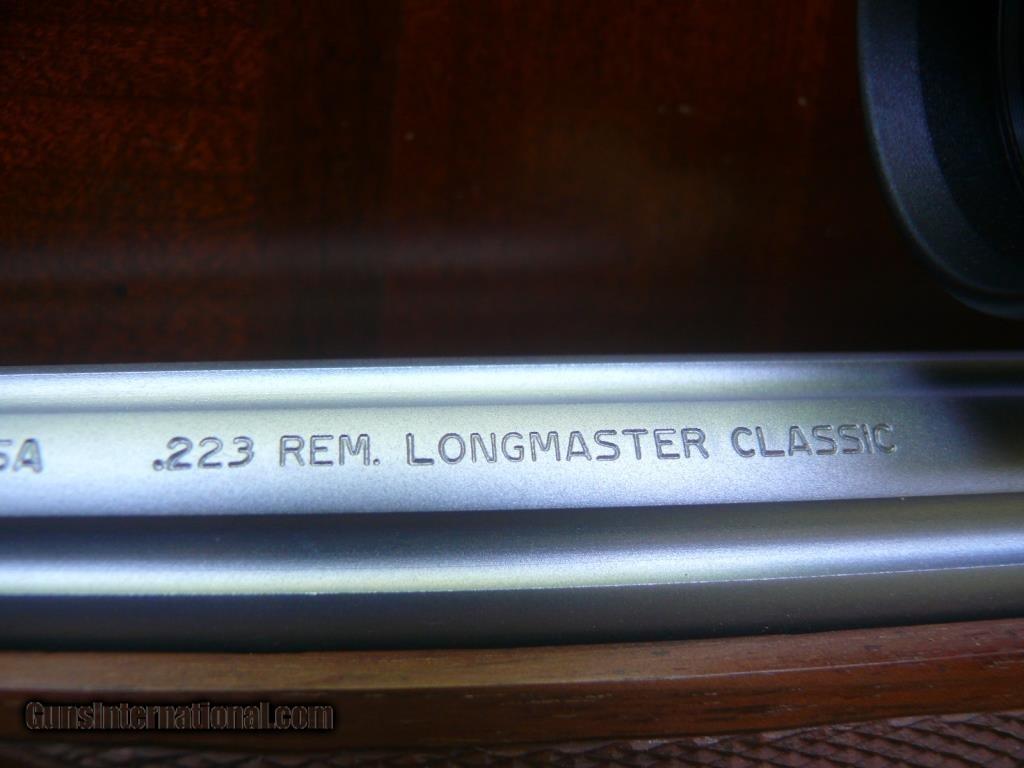 .223 REM. LONGMASTER CLASSIC
GunsInternational.com